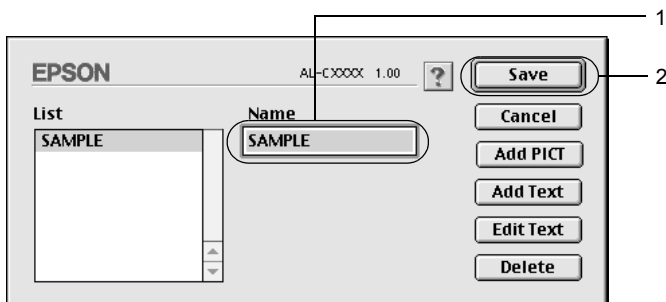 1
EPSON
AL-CXXXX 1.00
?
Save
2
List
Name
Cancel
SAMPLE
SAMPLE
Add PICT
Add Text
Edit Text
Delete